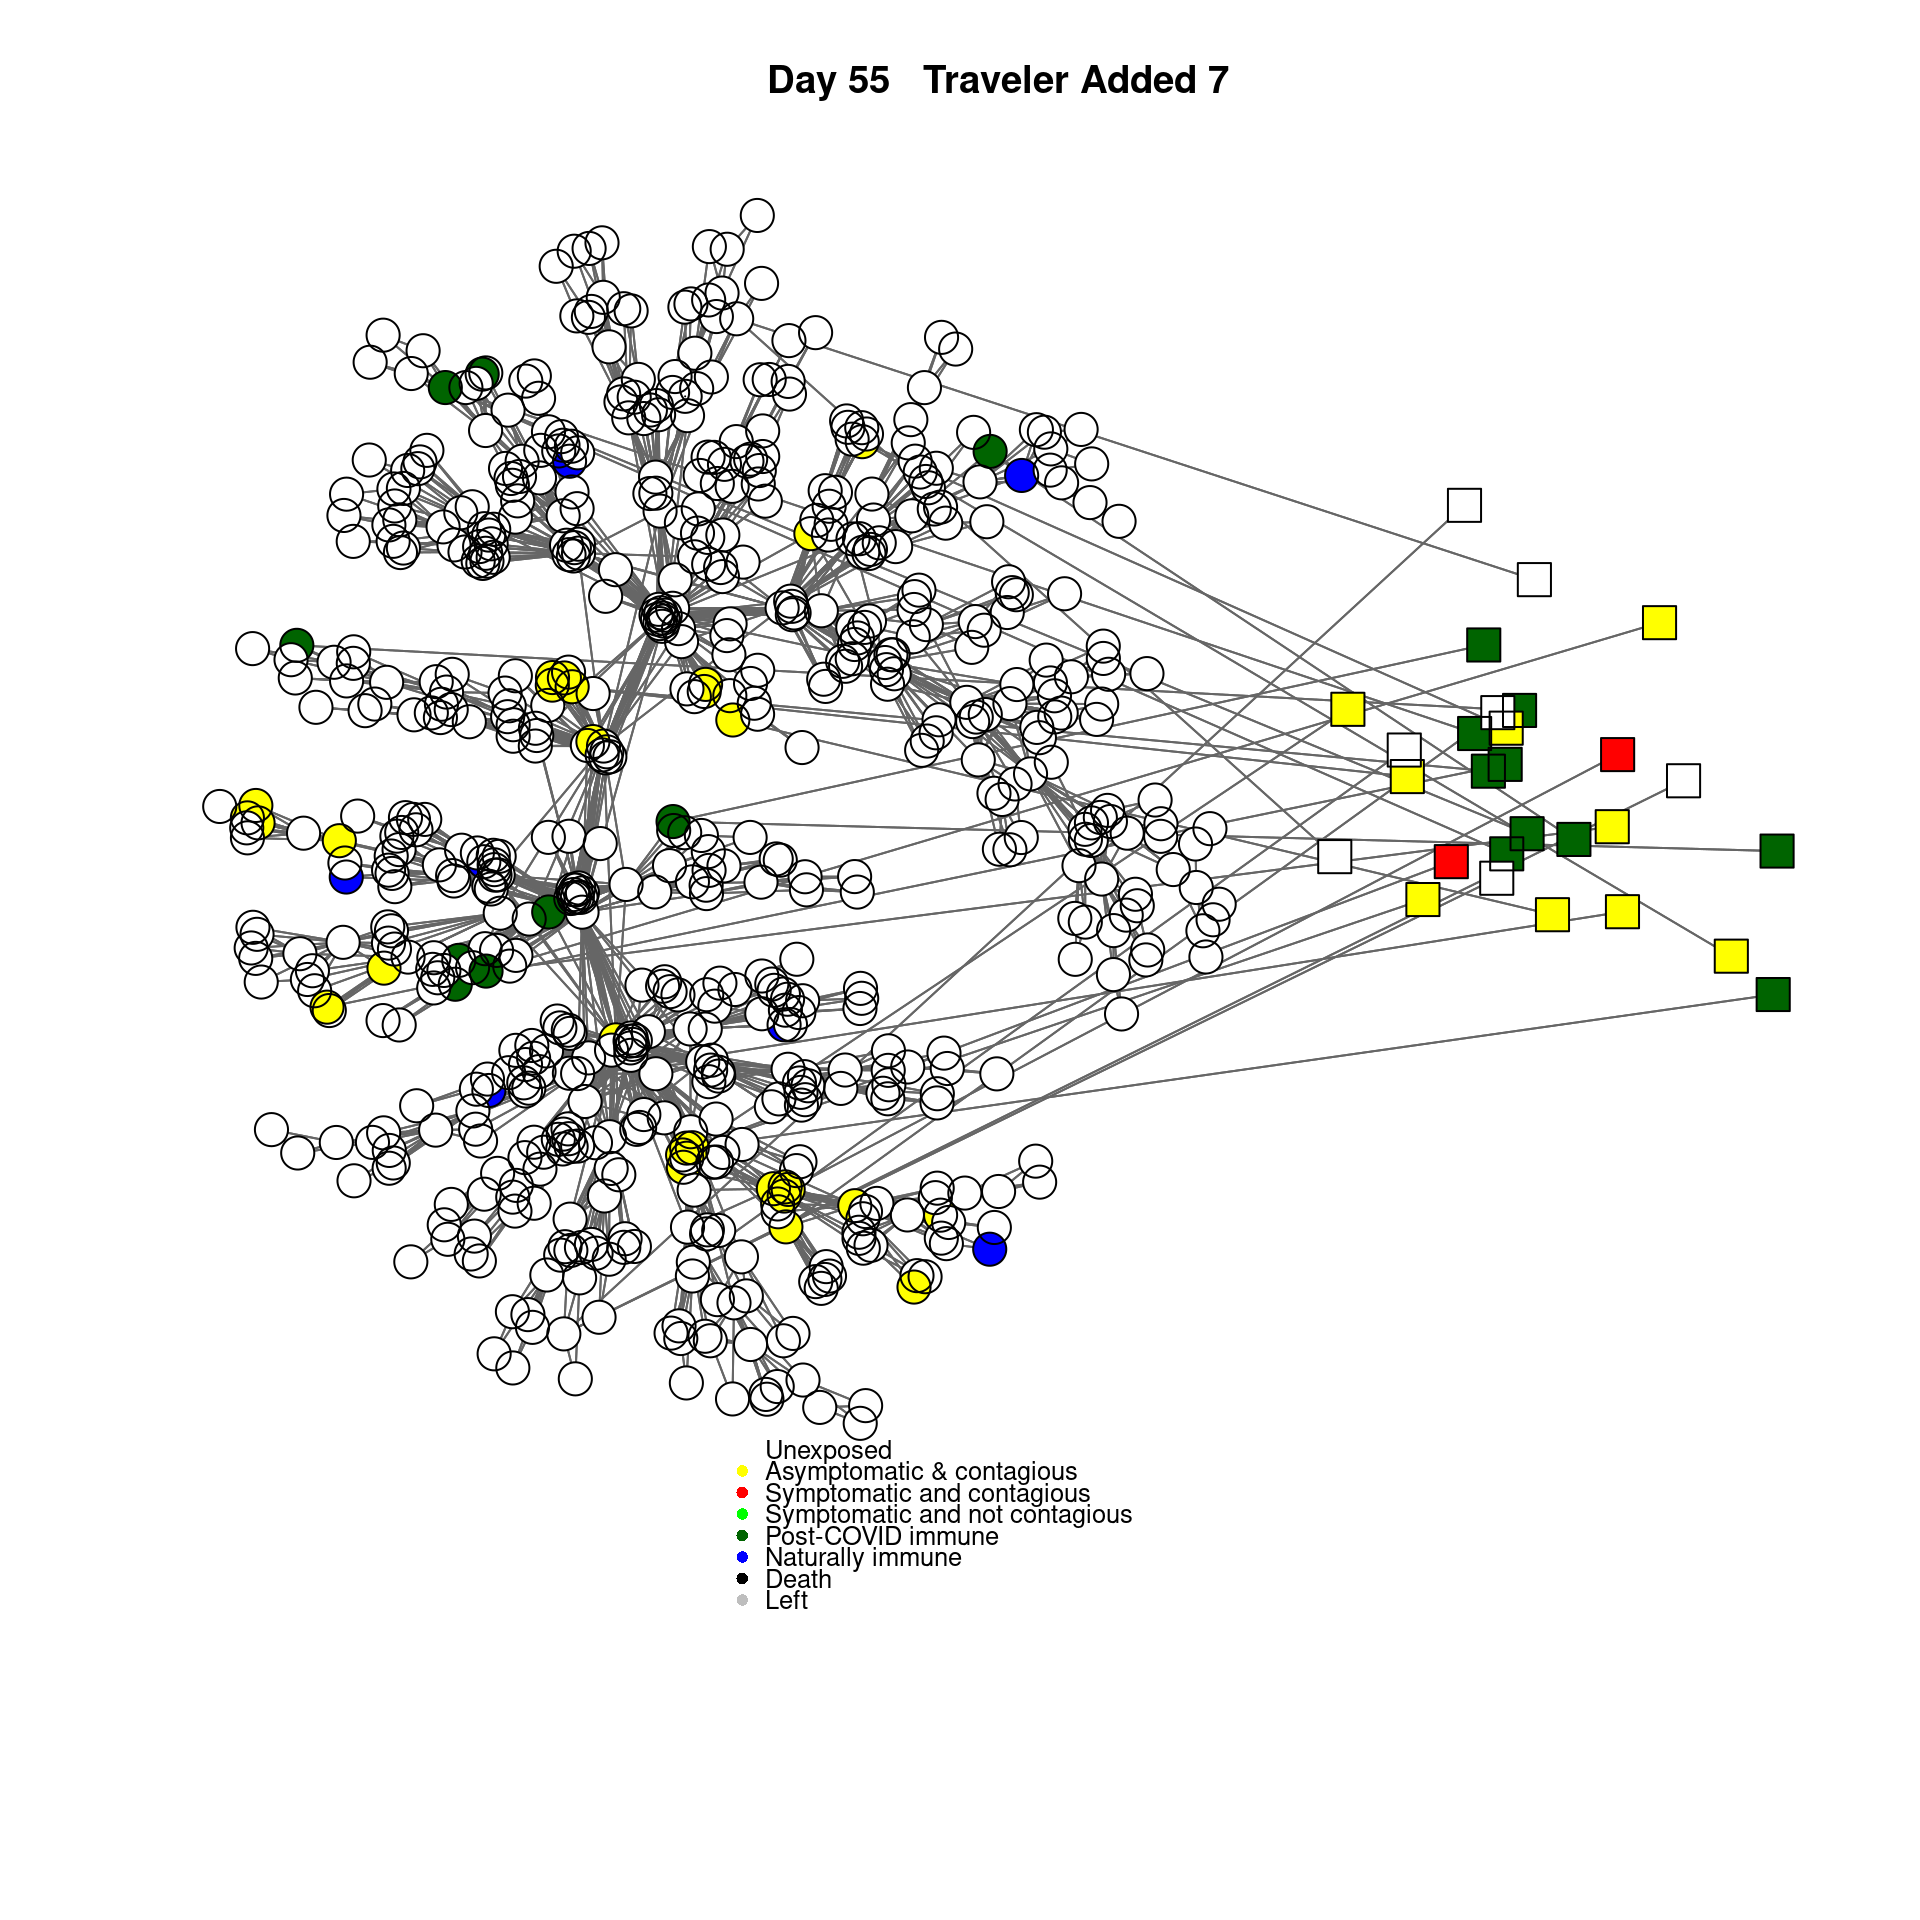 Day 55   Traveler Added 7
Unexposed
Asymptomatic & contagious
Symptomatic and contagious
Symptomatic and not contagious
Post-COVID immune
Naturally immune
Death
Left